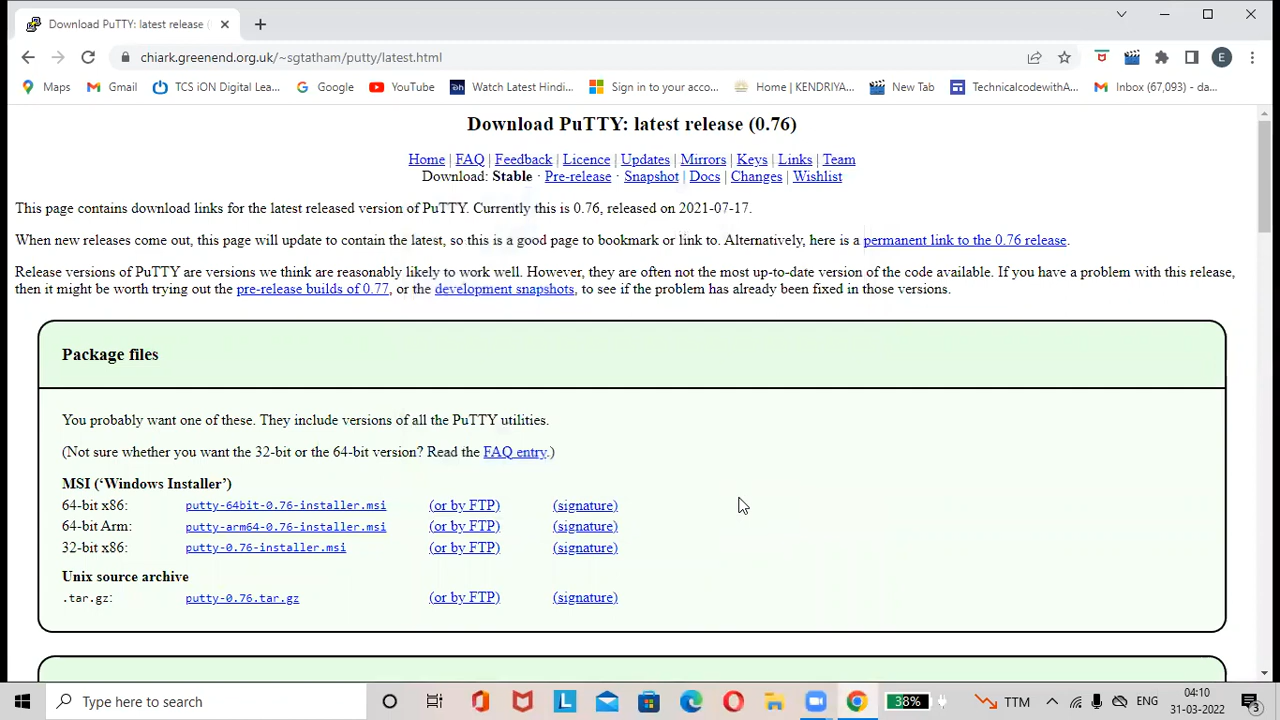 Download PuTTY: latest release (
chiark.greenend.org.uk/~sgtatham/putty/latest.html
Maps Gmail TCS iON Digital Lea... Google YouTube Watch Latest Hindi... Sign in to your acco... Home | KENDRIYA... New Tab TechnicalcodewithA... Inbox (67,093) - da...
Download PuTTY: latest release (0.76)
Home | FAQ | Feedback | Licence | Updates | Mirrors | Keys | Links | Team
Download: Stable · Pre-release · Snapshot | Docs | Changes | Wishlist
This page contains download links for the latest released version of PuTTY. Currently this is 0.76, released on 2021-07-17.
When new releases come out, this page will update to contain the latest, so this is a good page to bookmark or link to. Alternatively, here is a permanent link to the 0.76 release.
Release versions of PuTTY are versions we think are reasonably likely to work well. However, they are often not the most up-to-date version of the code available. If you have a problem with this release,
then it might be worth trying out the pre-release builds of 0.77, or the development snapshots, to see if the problem has already been fixed in those versions.
Package files
You probably want one of these. They include versions of all the PuTTY utilities.
(Not sure whether you want the 32-bit or the 64-bit version? Read the FAQ entry.)
MSI (‘Windows Installer’)
64-bit x86: putty-64bit-0.76-installer.msi (or by FTP) (signature)
64-bit Arm: putty-arm64-0.76-installer.msi (or by FTP) (signature)
32-bit x86: putty-0.76-installer.msi (or by FTP) (signature)
Unix source archive
.tar.gz: putty-0.76.tar.gz (or by FTP) (signature)
Type here to search
38%
TTM
ENG
04:10
31-03-2022
3